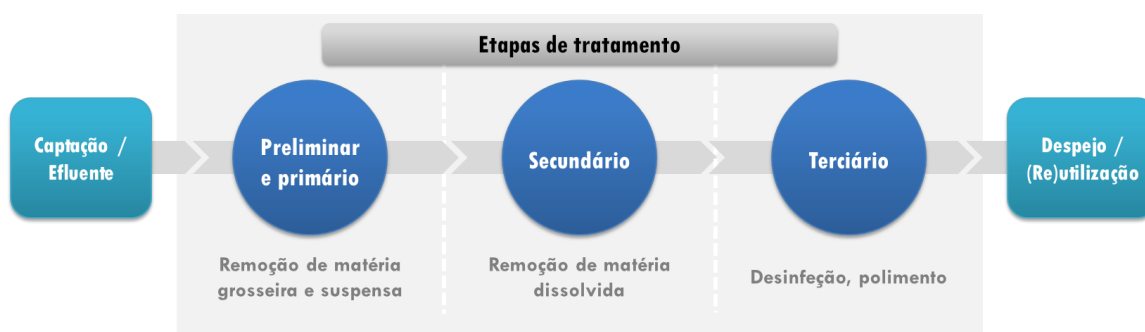 Etapas de tratamento
Captação /
Efluente
Preliminar
e primário
Secundário
Terciário
Despejo /
(Re)utilização
Remoção de matéria
grosseira e suspensa
Remoção de matéria
dissolvida
Desinfeção, polimento